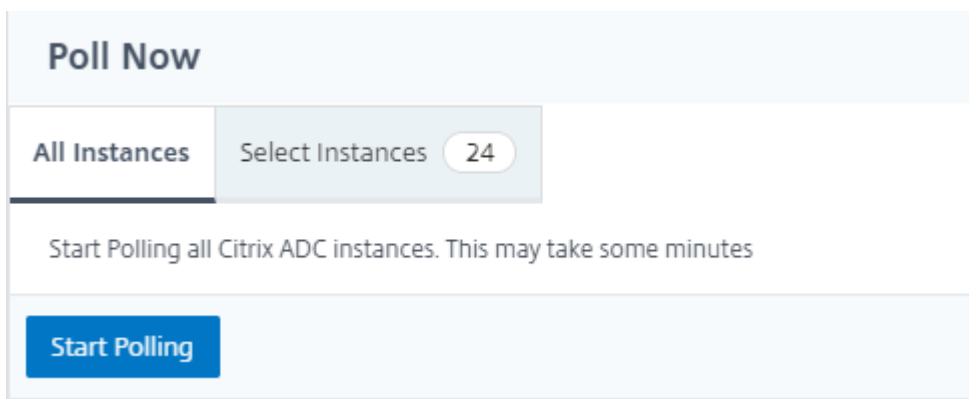 Poll Now
All Instances Select Instances 24
Start Polling all Citrix ADC instances. This may take some minutes
Start Polling